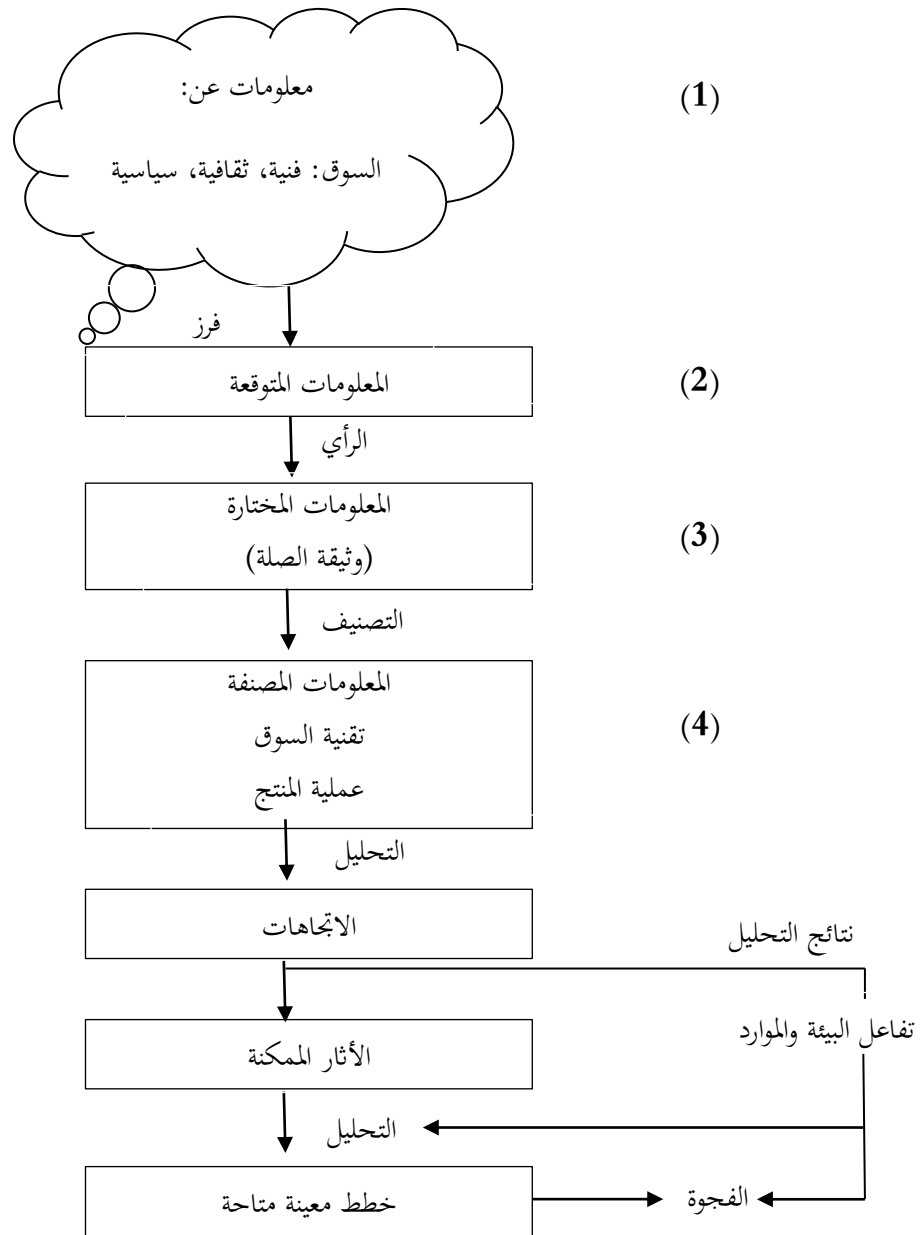 معلومات عن:
(1)
السوق: فنية، ثقافية، سياسية
فرز
المعلومات المتوقعة
(2)
الرأي
المعلومات المختارة
(وثيقة الصلة)
(3)
التصنيف
المعلومات المصنفة
تقنية السوق
(4)
عملية المنتج
التحليل
الاتجاهات
نتائج التحليل
تفاعل البيئة والموارد
الأثار الممكنة
التحليل
خطط معينة متاحة
الفجوة